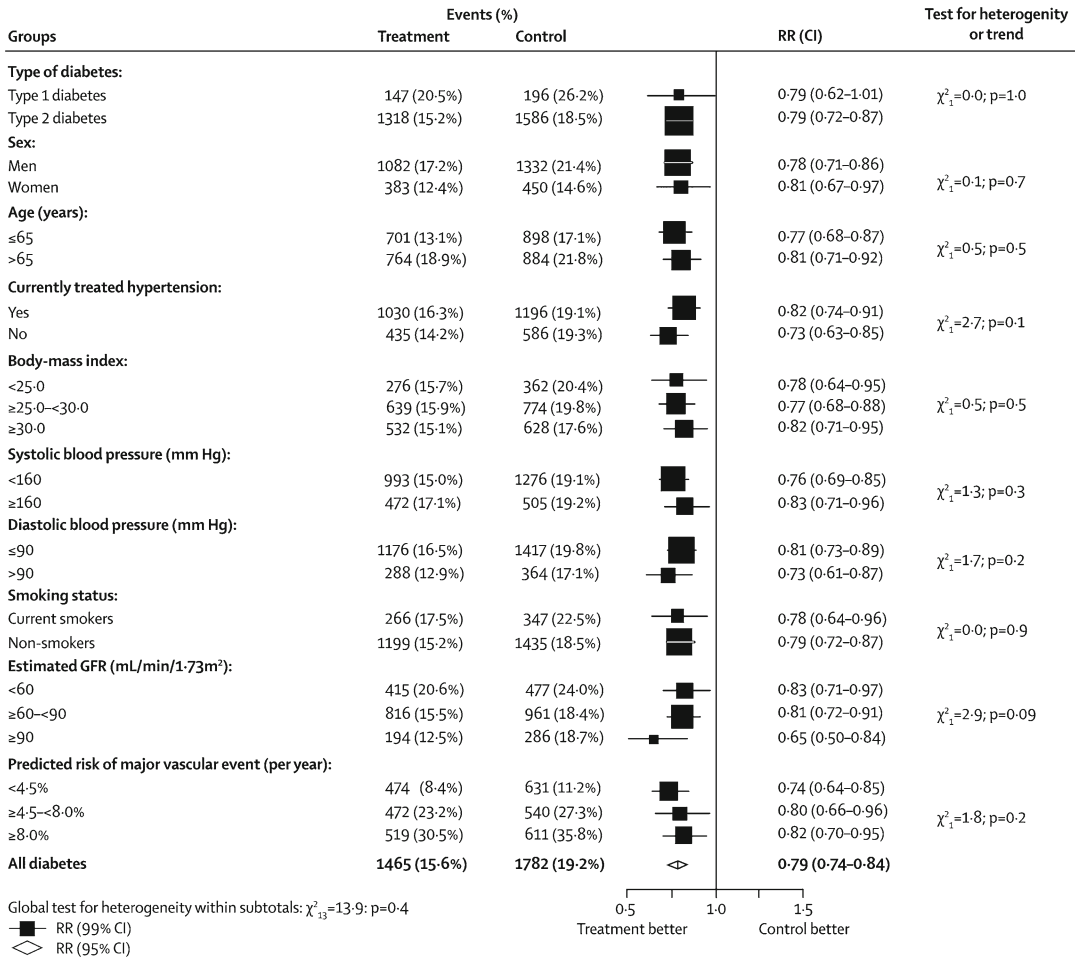 Events (%) Test for heterogenity
Groups Treatment Control RR (CI) or trend
Type of diabetes:
Type 1 diabetes 147 (20·5%) 196 (26·2%) 0·79 (0·62–1·01) χ²₁=0·0; p=1·0
Type 2 diabetes 1318 (15·2%) 1586 (18·5%) 0·79 (0·72–0·87)
Sex:
Men 1082 (17·2%) 1332 (21·4%) 0·78 (0·71–0·86)
Women 383 (12·4%) 450 (14·6%) 0·81 (0·67–0·97) χ²₁=0·1; p=0·7
Age (years):
≤65 701 (13·1%) 898 (17·1%) 0·77 (0·68–0·87)
χ²₁=0·5; p=0·5
>65 764 (18·9%) 884 (21·8%) 0·81 (0·71–0·92)
Currently treated hypertension:
Yes 1030 (16·3%) 1196 (19·1%) 0·82 (0·74–0·91)
χ²₁=2·7; p=0·1
No 435 (14·2%) 586 (19·3%) 0·73 (0·63–0·85)
Body-mass index:
<25·0 276 (15·7%) 362 (20·4%) 0·78 (0·64–0·95)
≥25·0–<30·0 639 (15·9%) 774 (19·8%) 0·77 (0·68–0·88) χ²₁=0·5; p=0·5
≥30·0 532 (15·1%) 628 (17·6%) 0·82 (0·71–0·95)
Systolic blood pressure (mm Hg):
<160 993 (15·0%) 1276 (19·1%) 0·76 (0·69–0·85)
χ²₁=1·3; p=0·3
≥160 472 (17·1%) 505 (19·2%) 0·83 (0·71–0·96)
Diastolic blood pressure (mm Hg):
≤90 1176 (16·5%) 1417 (19·8%) 0·81 (0·73–0·89)
χ²₁=1·7; p=0·2
>90 288 (12·9%) 364 (17·1%) 0·73 (0·61–0·87)
Smoking status:
Current smokers 266 (17·5%) 347 (22·5%) 0·78 (0·64–0·96)
χ²₁=0·0; p=0·9
Non-smokers 1199 (15·2%) 1435 (18·5%) 0·79 (0·72–0·87)
Estimated GFR (mL/min/1·73m²):
<60 415 (20·6%) 477 (24·0%) 0·83 (0·71–0·97)
≥60–<90 816 (15·5%) 961 (18·4%) 0·81 (0·72–0·91) χ²₁=2·9; p=0·09
≥90 194 (12·5%) 286 (18·7%) 0·65 (0·50–0·84)
Predicted risk of major vascular event (per year):
<4·5% 474 (8·4%) 631 (11·2%) 0·74 (0·64–0·85)
≥4·5–<8·0% 472 (23·2%) 540 (27·3%) 0·80 (0·66–0·96) χ²₁=1·8; p=0·2
≥8·0% 519 (30·5%) 611 (35·8%) 0·82 (0·70–0·95)
All diabetes 1465 (15·6%) 1782 (19·2%) 0·79 (0·74–0·84)
Global test for heterogeneity within subtotals: χ²₁₃=13·9: p=0·4
0·5 1·0 1·5
RR (99% CI) Treatment better Control better
RR (95% CI)